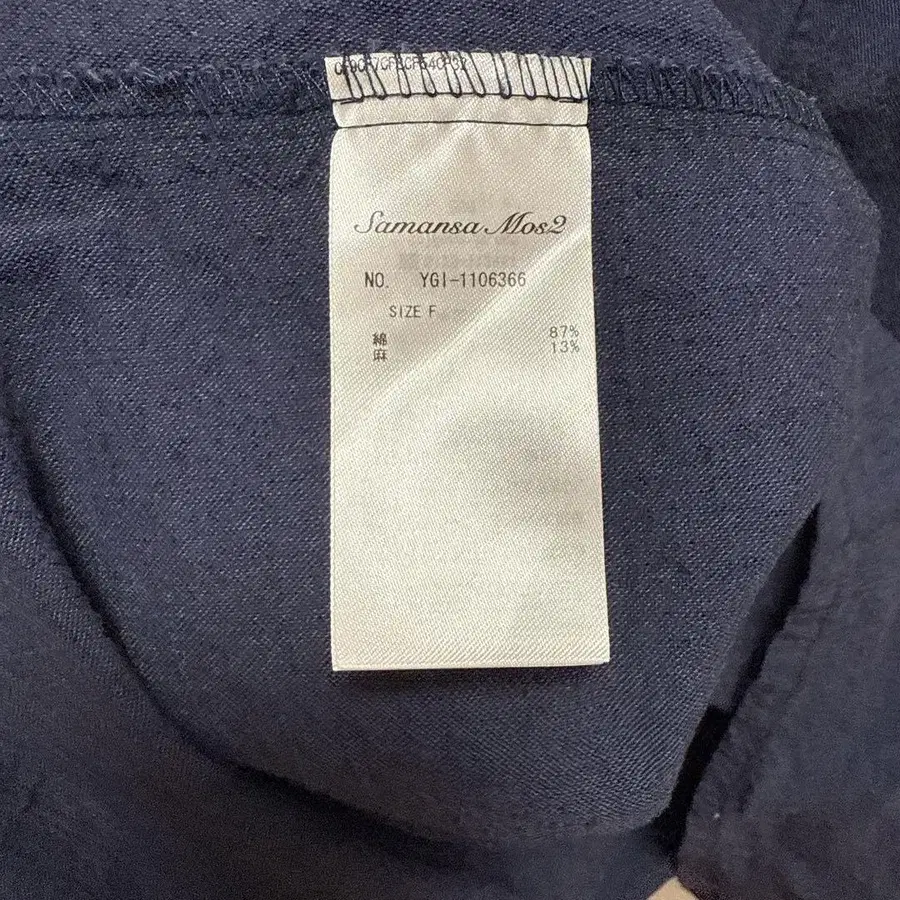 Samansa Mos2
NO. YGI-1106366
SIZE F
綿 87%
麻 13%